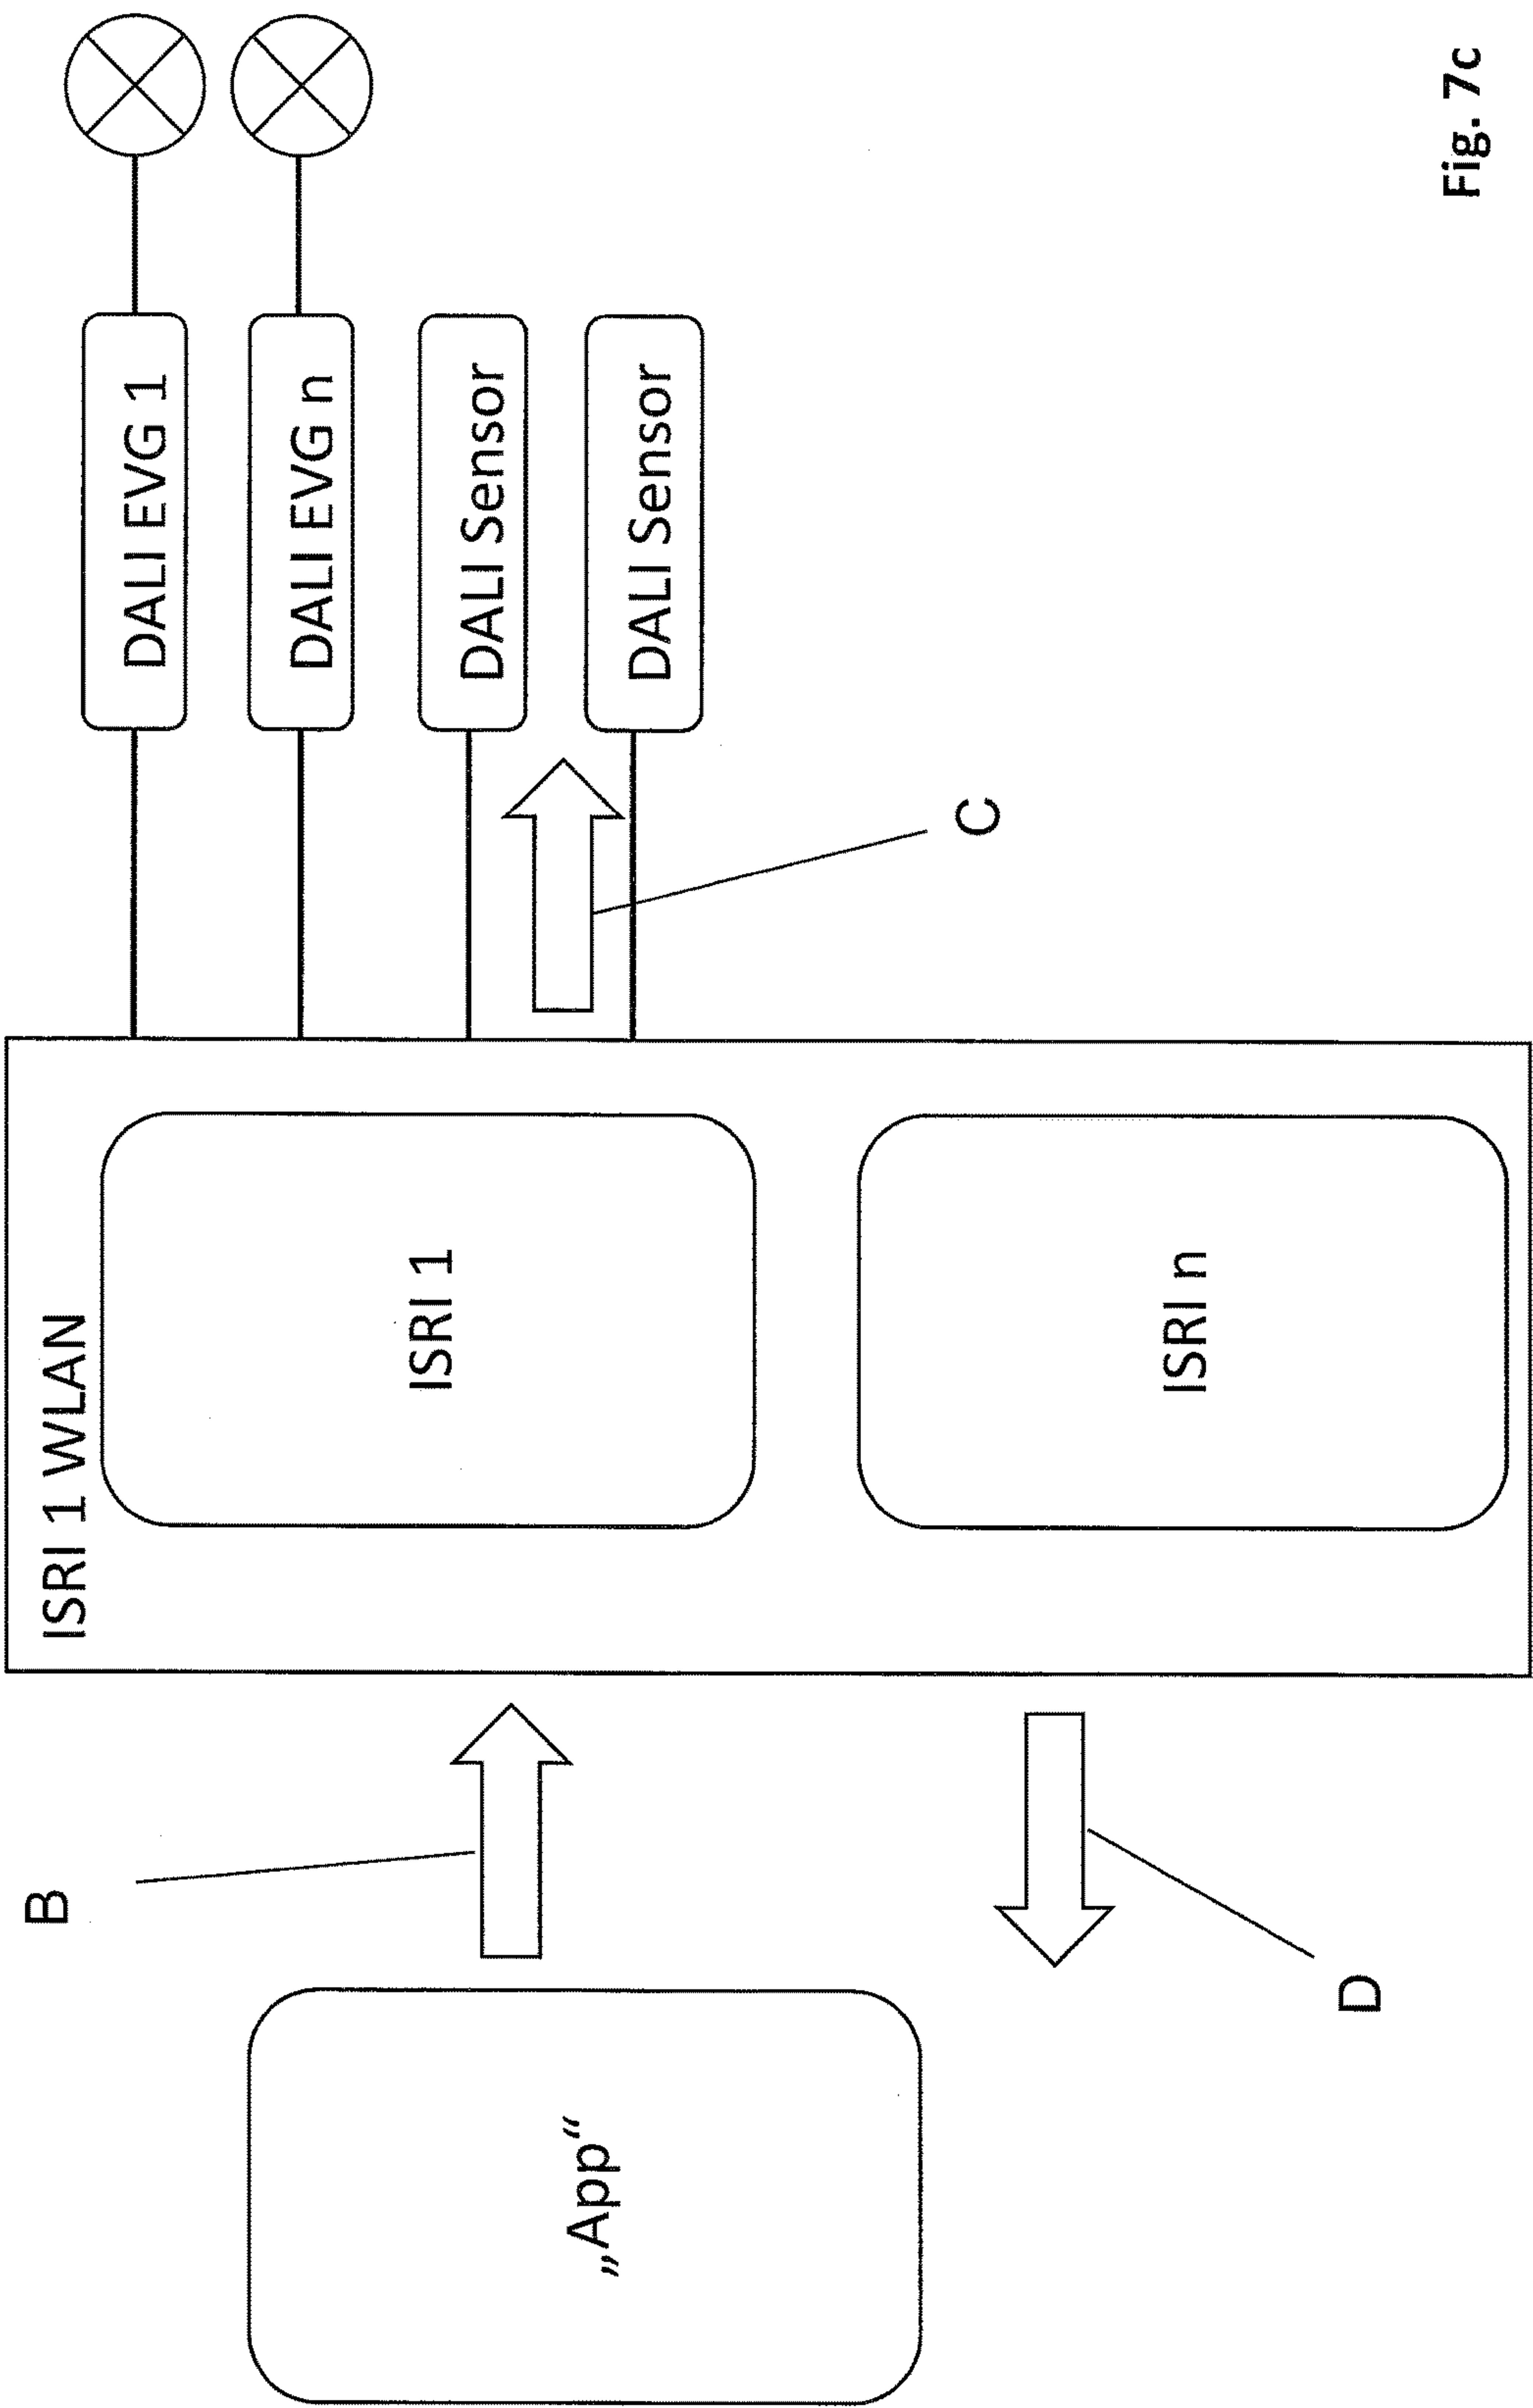 ISRI 1 WLAN
B
„App“
ISRI 1
ISRI n
DALI EVG 1
DALI EVG n
DALI Sensor
DALI Sensor
C
D
Fig. 7c